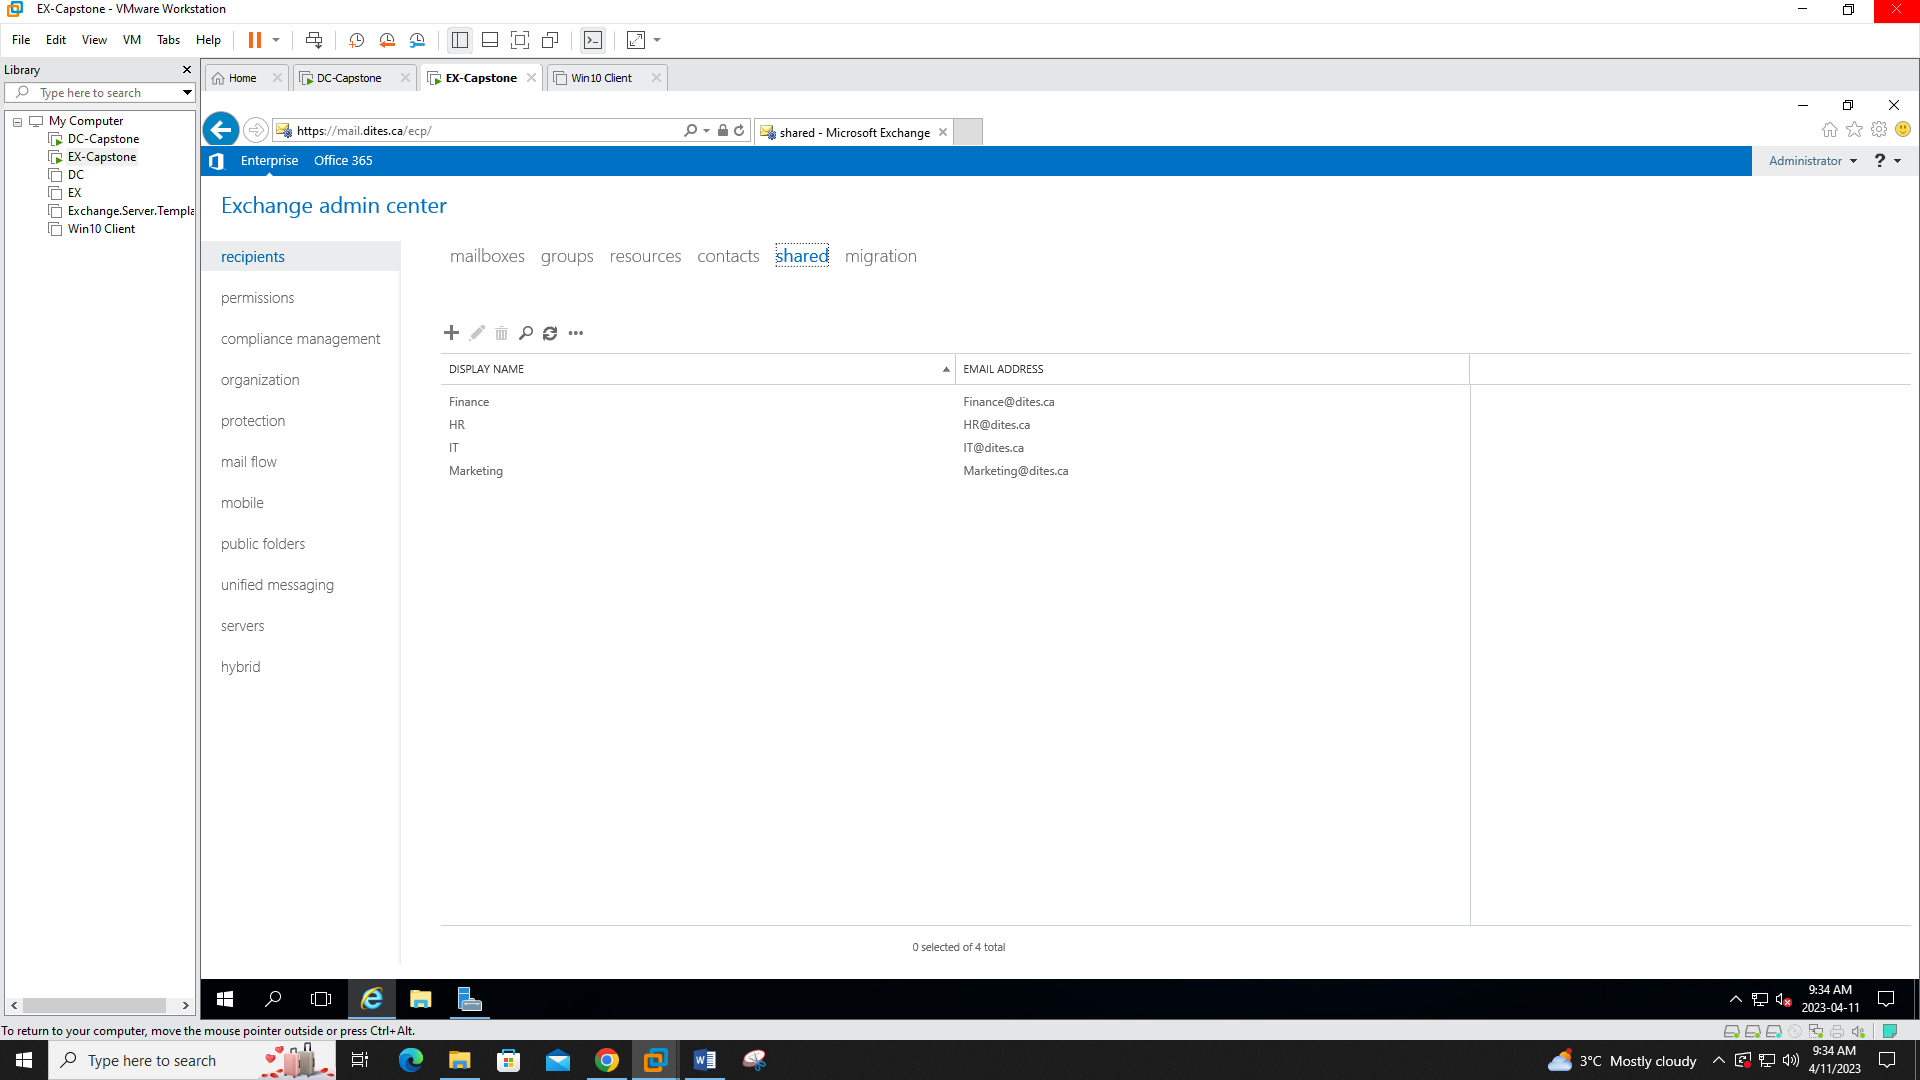 EX-Capstone - VMware Workstation
File Edit View VM Tabs Help
Library
Type here to search
My Computer
DC-Capstone
EX-Capstone
DC
EX
Exchange.Server.Templa
Win10 Client
Home
DC-Capstone
EX-Capstone
Win10 Client
https://mail.dites.ca/ecp/
shared - Microsoft Exchange
Enterprise Office 365
Administrator ?
Exchange admin center
recipients
permissions
compliance management
organization
protection
mail flow
mobile
public folders
unified messaging
servers
hybrid
mailboxes groups resources contacts shared migration
DISPLAY NAME EMAIL ADDRESS
Finance Finance@dites.ca
HR HR@dites.ca
IT IT@dites.ca
Marketing Marketing@dites.ca
0 selected of 4 total
9:34 AM
2023-04-11
To return to your computer, move the mouse pointer outside or press Ctrl+Alt.
Type here to search
3°C Mostly cloudy
9:34 AM
4/11/2023